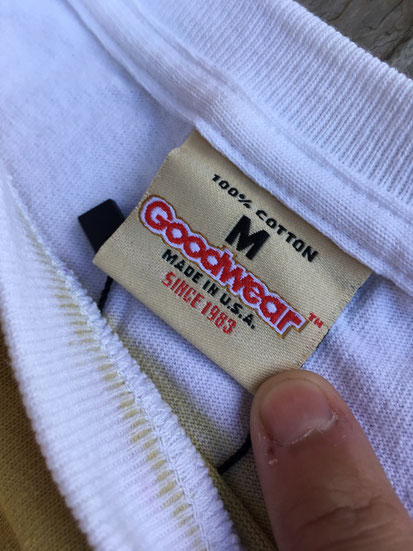 100% COTTON
M
Goodwear™
MADE IN U.S.A.
SINCE 1983